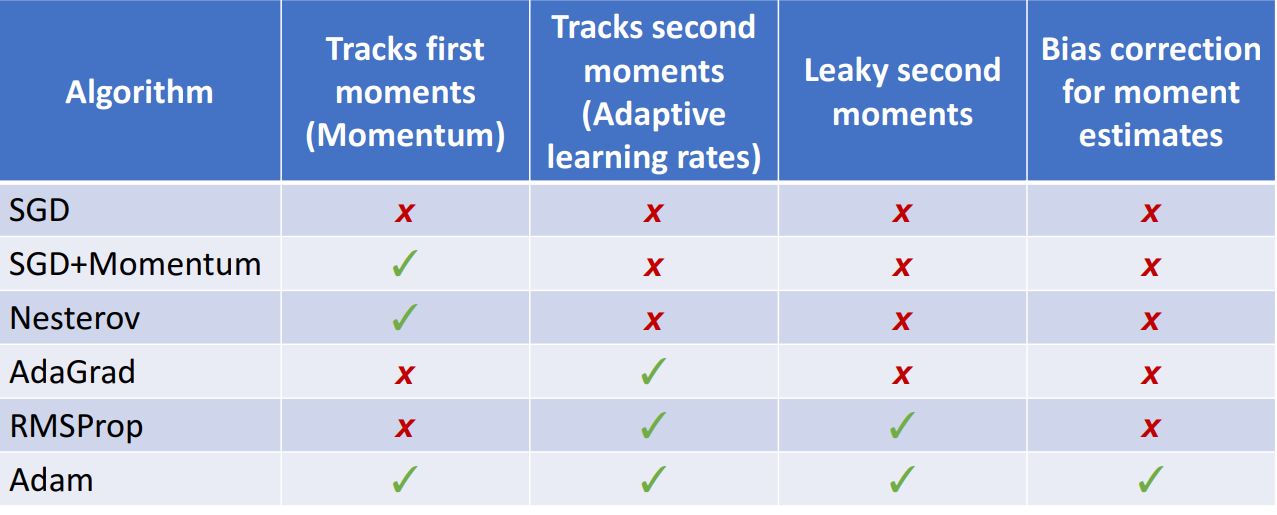 Algorithm
Tracks first
moments
(Momentum)
Tracks second
moments
(Adaptive
learning rates)
Leaky second
moments
Bias correction
for moment
estimates
SGD x x x x
SGD+Momentum ✓ x x x
Nesterov ✓ x x x
AdaGrad x ✓ x x
RMSProp x ✓ ✓ x
Adam ✓ ✓ ✓ ✓